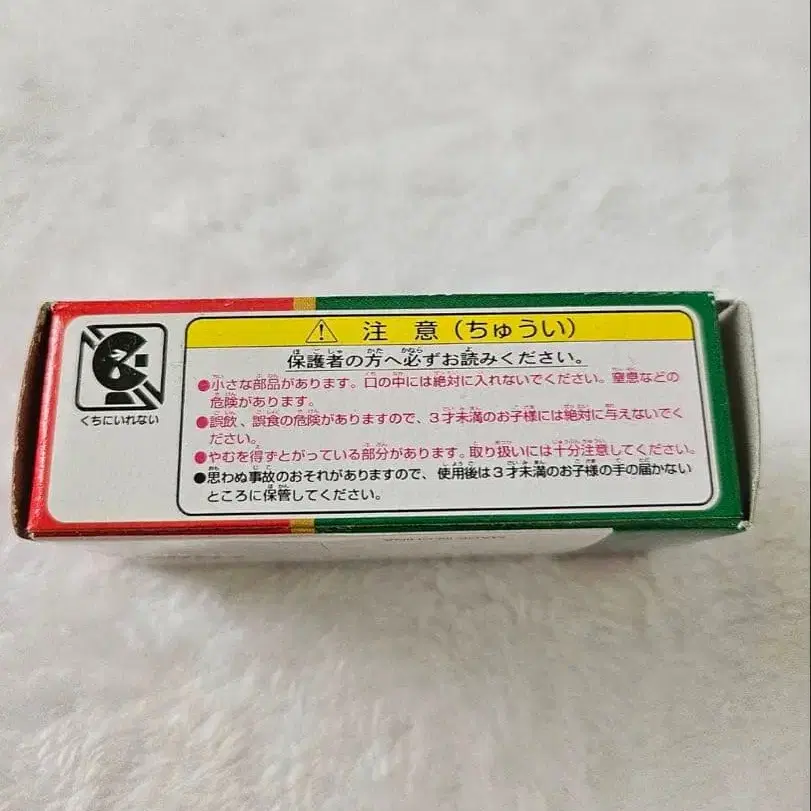 注 意（ちゅうい）
保護者の方へ必ずお読みください。
●小さな部品があります。口の中には絶対に入れないでください。窒息などの
危険があります。
●誤飲、誤食の危険がありますので、3才未満のお子様には絶対に与えないでく
ださい。
●やむを得ずとがっている部分があります。取り扱いには十分注意してください。
●思わぬ事故のおそれがありますので、使用後は3才未満のお子様の手の届かない
ところに保管してください。
くちにいれない